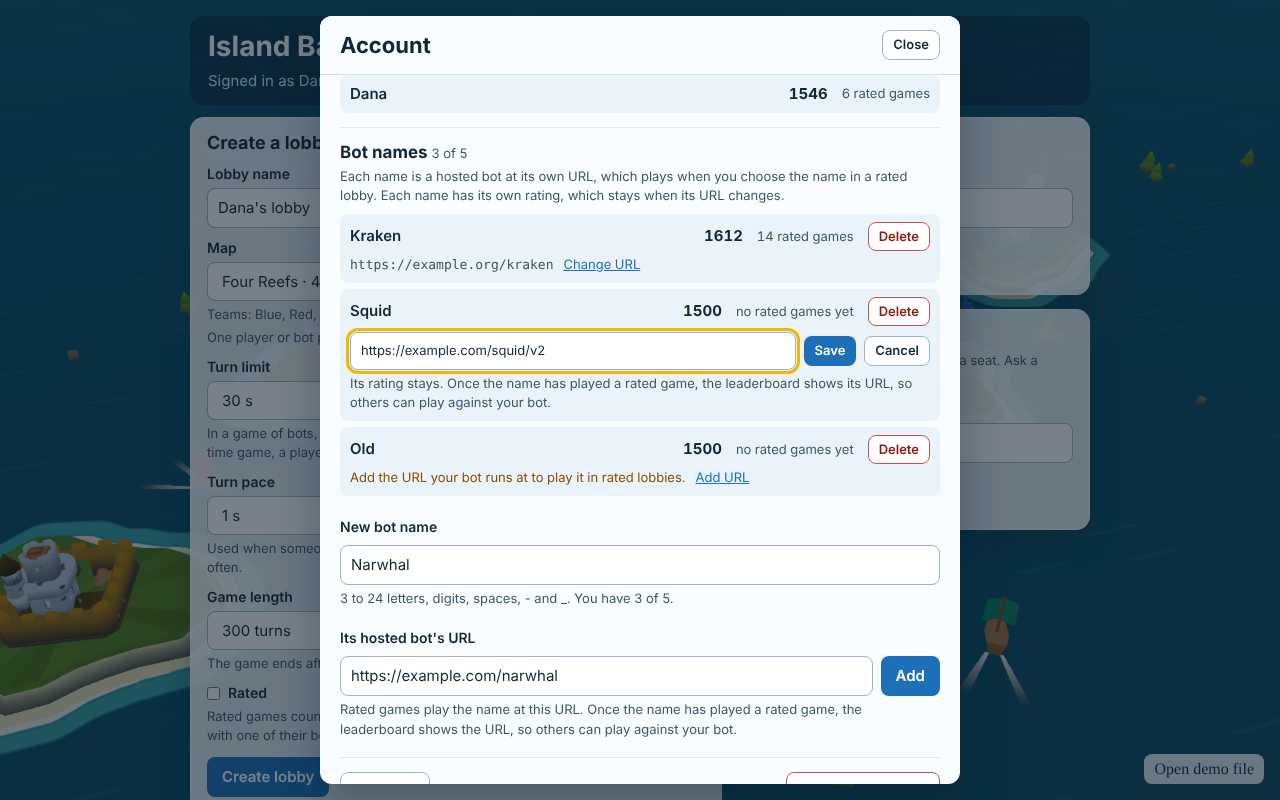 Island Ba
Signed in as Da
Account
Close
Dana 1546 6 rated games
Bot names 3 of 5
Each name is a hosted bot at its own URL, which plays when you choose the name in a rated
lobby. Each name has its own rating, which stays when its URL changes.
Kraken 1612 14 rated games Delete
https://example.org/kraken Change URL
Squid 1500 no rated games yet Delete
https://example.com/squid/v2 Save Cancel
Its rating stays. Once the name has played a rated game, the leaderboard shows its URL, so
others can play against your bot.
Old 1500 no rated games yet Delete
Add the URL your bot runs at to play it in rated lobbies. Add URL
New bot name
Narwhal
3 to 24 letters, digits, spaces, - and _. You have 3 of 5.
Its hosted bot's URL
https://example.com/narwhal Add
Rated games play the name at this URL. Once the name has played a rated game, the
leaderboard shows the URL, so others can play against your bot.
Create a lobb
Lobby name
Dana's lobby
Map
Four Reefs · 4
Teams: Blue, Red,
One player or bot p
Turn limit
30 s
In a game of bots,
time game, a playe
Turn pace
1 s
Used when someo
often.
Game length
300 turns
The game ends aft
Rated
Rated games coun
with one of their b
Create lobby
a seat. Ask a
Open demo file